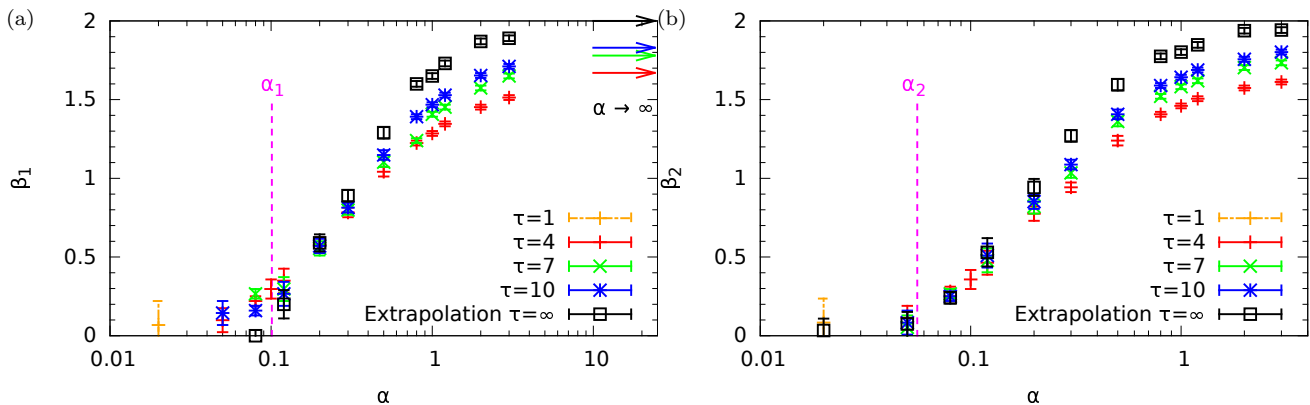 (a)
2
1.5
1
0.5
0
β1
α1
α → ∞
τ=1
τ=4
τ=7
τ=10
Extrapolation τ=∞
0.01
0.1
1
10
α
(b)
2
1.5
1
0.5
0
β2
α2
τ=1
τ=4
τ=7
τ=10
Extrapolation τ=∞
0.01
0.1
1
α